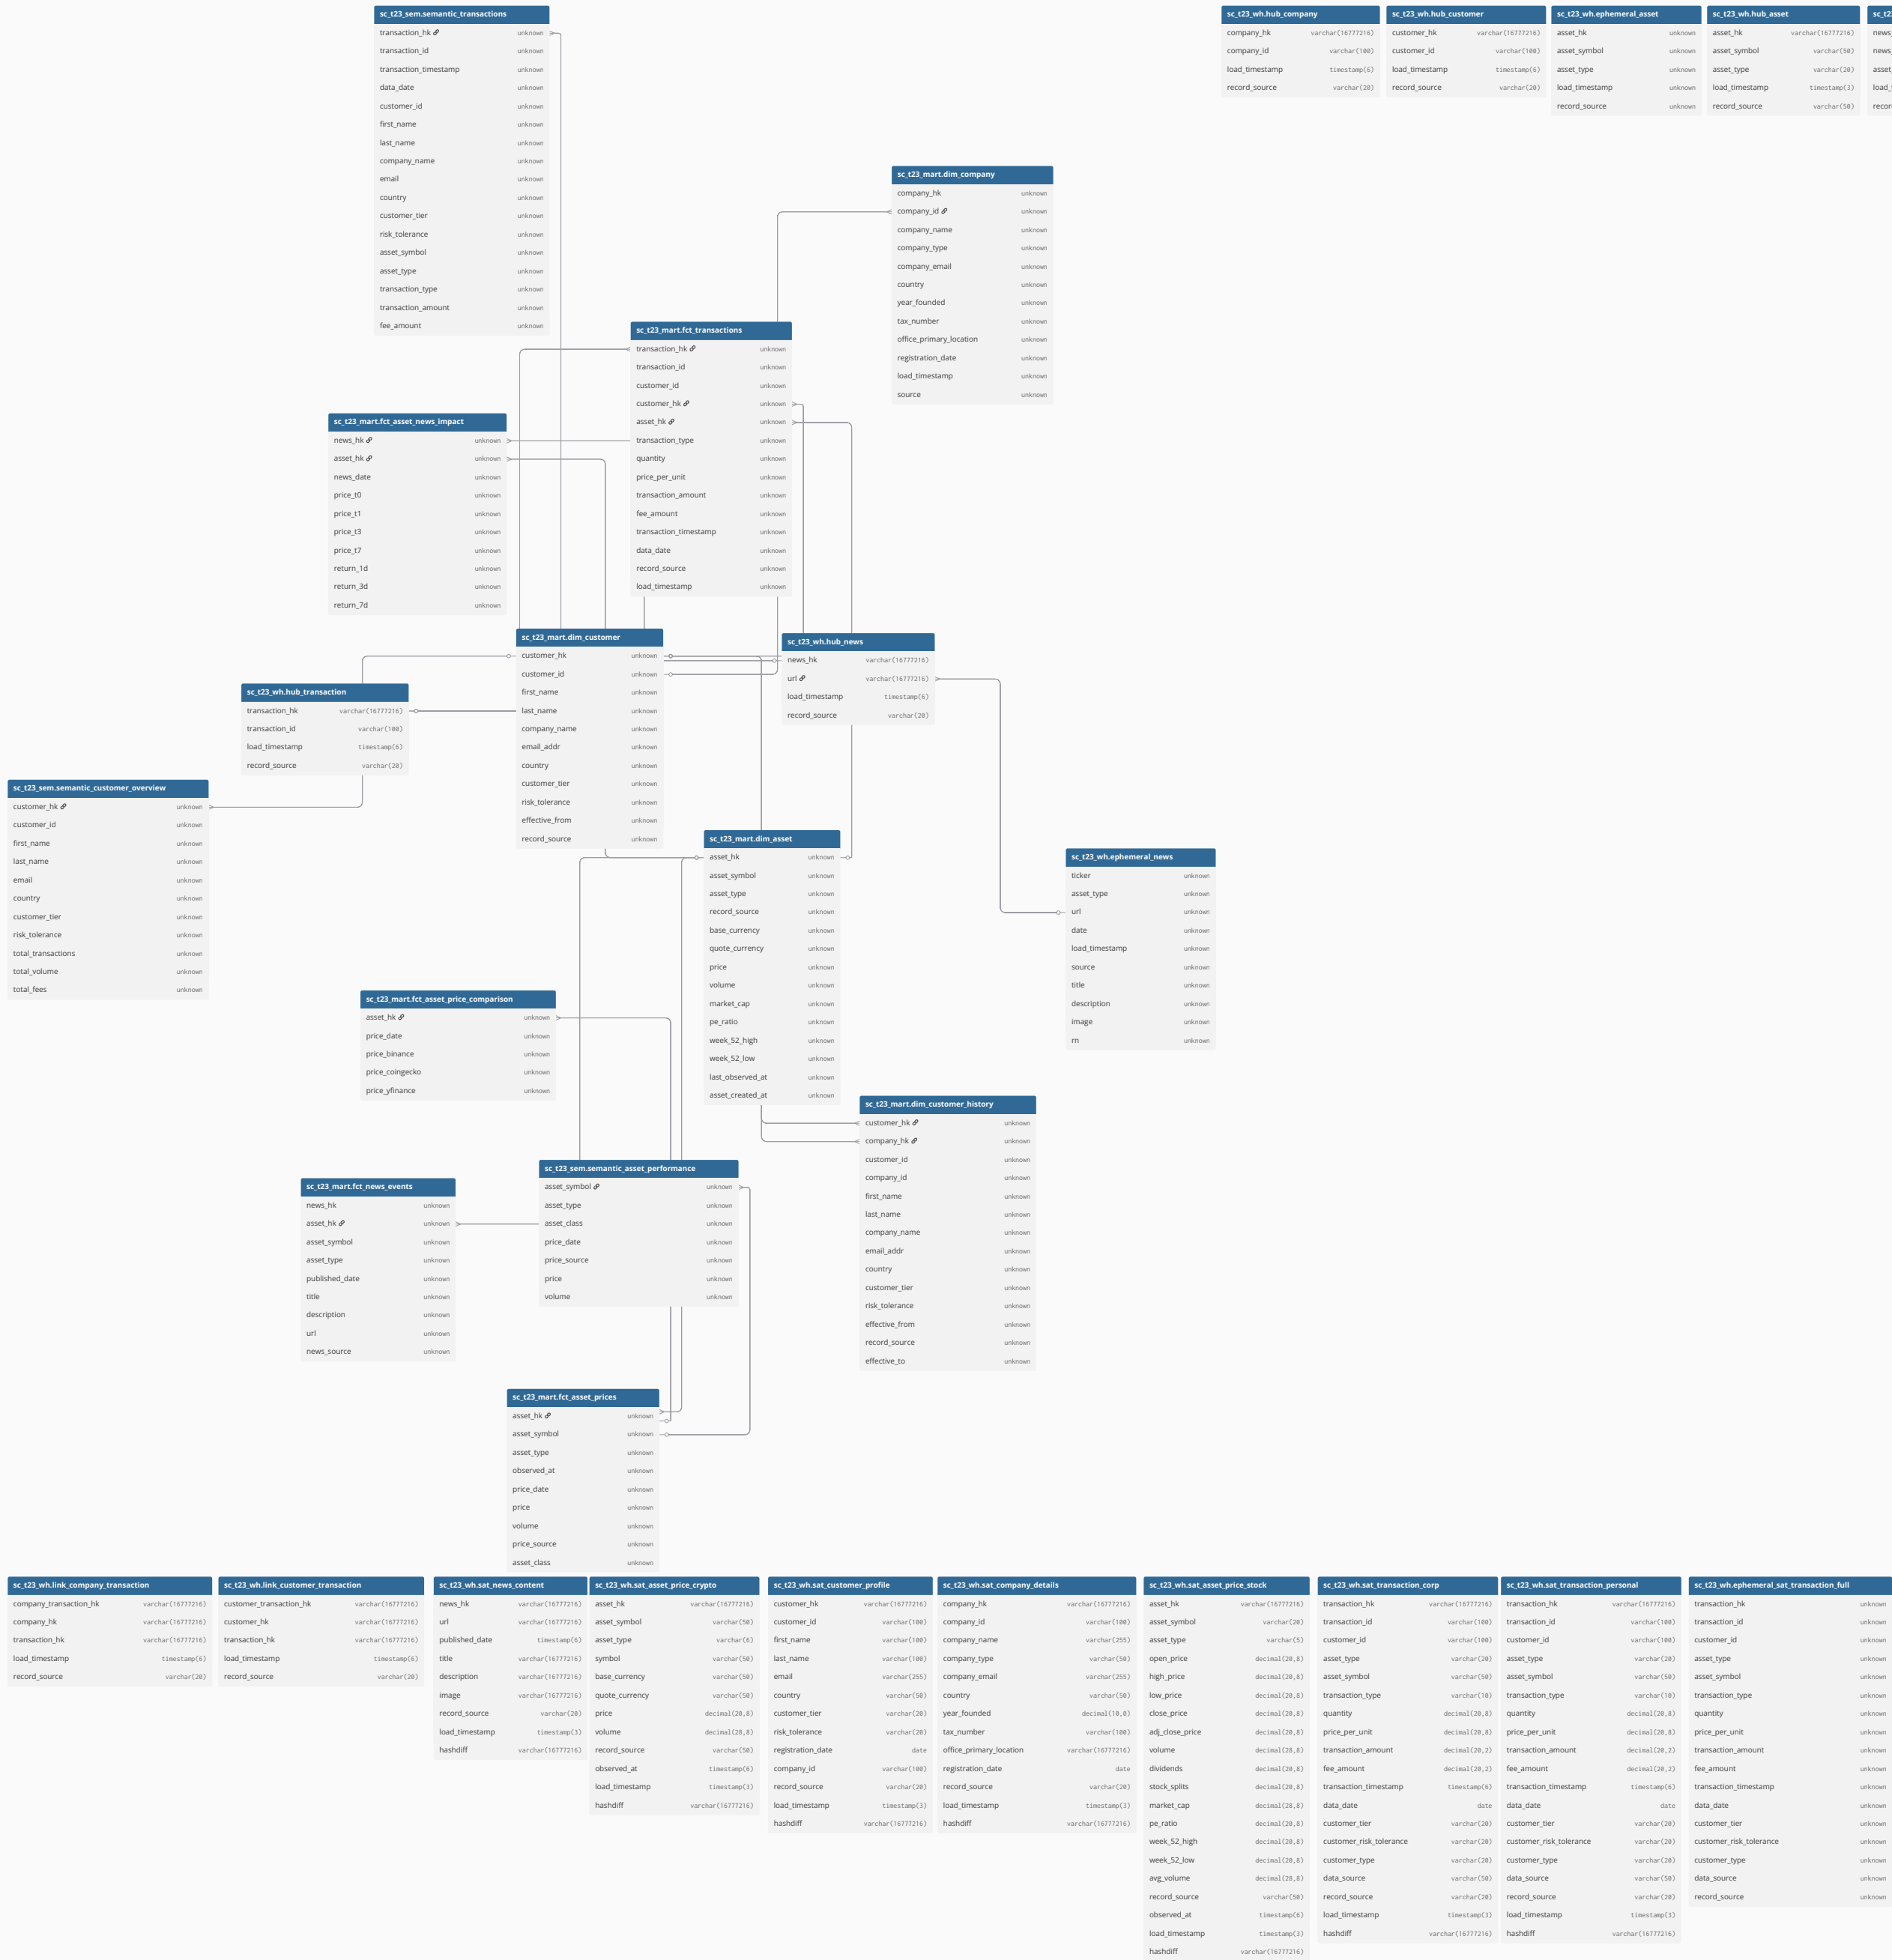 sc_t23_sem.semantic_transactions
transaction_hk unknown
transaction_id unknown
transaction_timestamp unknown
data_date unknown
customer_id unknown
first_name unknown
last_name unknown
company_name unknown
email unknown
country unknown
customer_tier unknown
risk_tolerance unknown
asset_symbol unknown
asset_type unknown
transaction_type unknown
transaction_amount unknown
fee_amount unknown
sc_t23_wh.hub_company
company_hk varchar(16777216)
company_id varchar(100)
load_timestamp timestamp(6)
record_source varchar(20)
sc_t23_wh.hub_customer
customer_hk varchar(16777216)
customer_id varchar(100)
load_timestamp timestamp(6)
record_source varchar(20)
sc_t23_wh.ephemeral_asset
asset_hk unknown
asset_symbol unknown
asset_type unknown
load_timestamp unknown
record_source unknown
sc_t23_wh.hub_asset
asset_hk varchar(16777216)
asset_symbol varchar(50)
asset_type varchar(20)
load_timestamp timestamp(3)
record_source varchar(50)
sc_t2
news_
news_
asset_
load_t
recor
sc_t23_mart.dim_company
company_hk unknown
company_id unknown
company_name unknown
company_type unknown
company_email unknown
country unknown
year_founded unknown
tax_number unknown
office_primary_location unknown
registration_date unknown
load_timestamp unknown
source unknown
sc_t23_mart.fct_transactions
transaction_hk unknown
transaction_id unknown
customer_id unknown
customer_hk unknown
asset_hk unknown
transaction_type unknown
quantity unknown
price_per_unit unknown
transaction_amount unknown
fee_amount unknown
transaction_timestamp unknown
data_date unknown
record_source unknown
load_timestamp unknown
sc_t23_mart.fct_asset_news_impact
news_hk unknown
asset_hk unknown
news_date unknown
price_t0 unknown
price_t1 unknown
price_t3 unknown
price_t7 unknown
return_1d unknown
return_3d unknown
return_7d unknown
sc_t23_mart.dim_customer
customer_hk unknown
customer_id unknown
first_name unknown
last_name unknown
company_name unknown
email_addr unknown
country unknown
customer_tier unknown
risk_tolerance unknown
effective_from unknown
record_source unknown
sc_t23_wh.hub_news
news_hk varchar(16777216)
url varchar(16777216)
load_timestamp timestamp(6)
record_source varchar(20)
sc_t23_wh.hub_transaction
transaction_hk varchar(16777216)
transaction_id varchar(100)
load_timestamp timestamp(6)
record_source varchar(20)
sc_t23_sem.semantic_customer_overview
customer_hk unknown
customer_id unknown
first_name unknown
last_name unknown
email unknown
country unknown
customer_tier unknown
risk_tolerance unknown
total_transactions unknown
total_volume unknown
total_fees unknown
sc_t23_mart.dim_asset
asset_hk unknown
asset_symbol unknown
asset_type unknown
record_source unknown
base_currency unknown
quote_currency unknown
price unknown
volume unknown
market_cap unknown
pe_ratio unknown
week_52_high unknown
week_52_low unknown
last_observed_at unknown
asset_created_at unknown
sc_t23_wh.ephemeral_news
ticker unknown
asset_type unknown
url unknown
date unknown
load_timestamp unknown
source unknown
title unknown
description unknown
image unknown
rn unknown
sc_t23_mart.fct_asset_price_comparison
asset_hk unknown
price_date unknown
price_binance unknown
price_coingecko unknown
price_yfinance unknown
sc_t23_mart.dim_customer_history
customer_hk unknown
company_hk unknown
customer_id unknown
company_id unknown
first_name unknown
last_name unknown
company_name unknown
email_addr unknown
country unknown
customer_tier unknown
risk_tolerance unknown
effective_from unknown
record_source unknown
effective_to unknown
sc_t23_sem.semantic_asset_performance
asset_symbol unknown
asset_type unknown
asset_class unknown
price_date unknown
price_source unknown
price unknown
volume unknown
sc_t23_mart.fct_news_events
news_hk unknown
asset_hk unknown
asset_symbol unknown
asset_type unknown
published_date unknown
title unknown
description unknown
url unknown
news_source unknown
sc_t23_mart.fct_asset_prices
asset_hk unknown
asset_symbol unknown
asset_type unknown
observed_at unknown
price_date unknown
price unknown
volume unknown
price_source unknown
asset_class unknown
sc_t23_wh.link_company_transaction
company_transaction_hk varchar(16777216)
company_hk varchar(16777216)
transaction_hk varchar(16777216)
load_timestamp timestamp(6)
record_source varchar(20)
sc_t23_wh.link_customer_transaction
customer_transaction_hk varchar(16777216)
customer_hk varchar(16777216)
transaction_hk varchar(16777216)
load_timestamp timestamp(6)
record_source varchar(20)
sc_t23_wh.sat_news_content
news_hk varchar(16777216)
url varchar(16777216)
published_date timestamp(6)
title varchar(16777216)
description varchar(16777216)
image varchar(16777216)
record_source varchar(20)
load_timestamp timestamp(3)
hashdiff varchar(16777216)
sc_t23_wh.sat_asset_price_crypto
asset_hk varchar(16777216)
asset_symbol varchar(50)
asset_type varchar(6)
symbol varchar(50)
base_currency varchar(50)
quote_currency varchar(50)
price decimal(20,8)
volume decimal(28,8)
record_source varchar(50)
observed_at timestamp(6)
load_timestamp timestamp(3)
hashdiff varchar(16777216)
sc_t23_wh.sat_customer_profile
customer_hk varchar(16777216)
customer_id varchar(100)
first_name varchar(100)
last_name varchar(100)
email varchar(255)
country varchar(50)
customer_tier varchar(20)
risk_tolerance varchar(20)
registration_date date
company_id varchar(100)
record_source varchar(20)
load_timestamp timestamp(3)
hashdiff varchar(16777216)
sc_t23_wh.sat_company_details
company_hk varchar(16777216)
company_id varchar(100)
company_name varchar(255)
company_type varchar(50)
company_email varchar(255)
country varchar(50)
year_founded decimal(10,0)
tax_number varchar(100)
office_primary_location varchar(16777216)
registration_date date
record_source varchar(20)
load_timestamp timestamp(3)
hashdiff varchar(16777216)
sc_t23_wh.sat_asset_price_stock
asset_hk varchar(16777216)
asset_symbol varchar(20)
asset_type varchar(5)
open_price decimal(20,8)
high_price decimal(20,8)
low_price decimal(20,8)
close_price decimal(20,8)
adj_close_price decimal(20,8)
volume decimal(28,8)
dividends decimal(20,8)
stock_splits decimal(20,8)
market_cap decimal(28,8)
pe_ratio decimal(20,8)
week_52_high decimal(20,8)
week_52_low decimal(20,8)
avg_volume decimal(28,8)
record_source varchar(50)
observed_at timestamp(6)
load_timestamp timestamp(3)
hashdiff varchar(16777216)
sc_t23_wh.sat_transaction_corp
transaction_hk varchar(16777216)
transaction_id varchar(100)
customer_id varchar(100)
asset_type varchar(20)
asset_symbol varchar(50)
transaction_type varchar(10)
quantity decimal(20,8)
price_per_unit decimal(20,8)
transaction_amount decimal(20,2)
fee_amount decimal(20,2)
transaction_timestamp timestamp(6)
data_date date
customer_tier varchar(20)
customer_risk_tolerance varchar(20)
customer_type varchar(20)
data_source varchar(50)
record_source varchar(20)
load_timestamp timestamp(3)
hashdiff varchar(16777216)
sc_t23_wh.sat_transaction_personal
transaction_hk varchar(16777216)
transaction_id varchar(100)
customer_id varchar(100)
asset_type varchar(20)
asset_symbol varchar(50)
transaction_type varchar(10)
quantity decimal(20,8)
price_per_unit decimal(20,8)
transaction_amount decimal(20,2)
fee_amount decimal(20,2)
transaction_timestamp timestamp(6)
data_date date
customer_tier varchar(20)
customer_risk_tolerance varchar(20)
customer_type varchar(20)
data_source varchar(50)
record_source varchar(20)
load_timestamp timestamp(3)
hashdiff varchar(16777216)
sc_t23_wh.ephemeral_sat_transaction_full
transaction_hk unknown
transaction_id unknown
customer_id unknown
asset_type unknown
asset_symbol unknown
transaction_type unknown
quantity unknown
price_per_unit unknown
transaction_amount unknown
fee_amount unknown
transaction_timestamp unknown
data_date unknown
customer_tier unknown
customer_risk_tolerance unknown
customer_type unknown
data_source unknown
record_source unknown